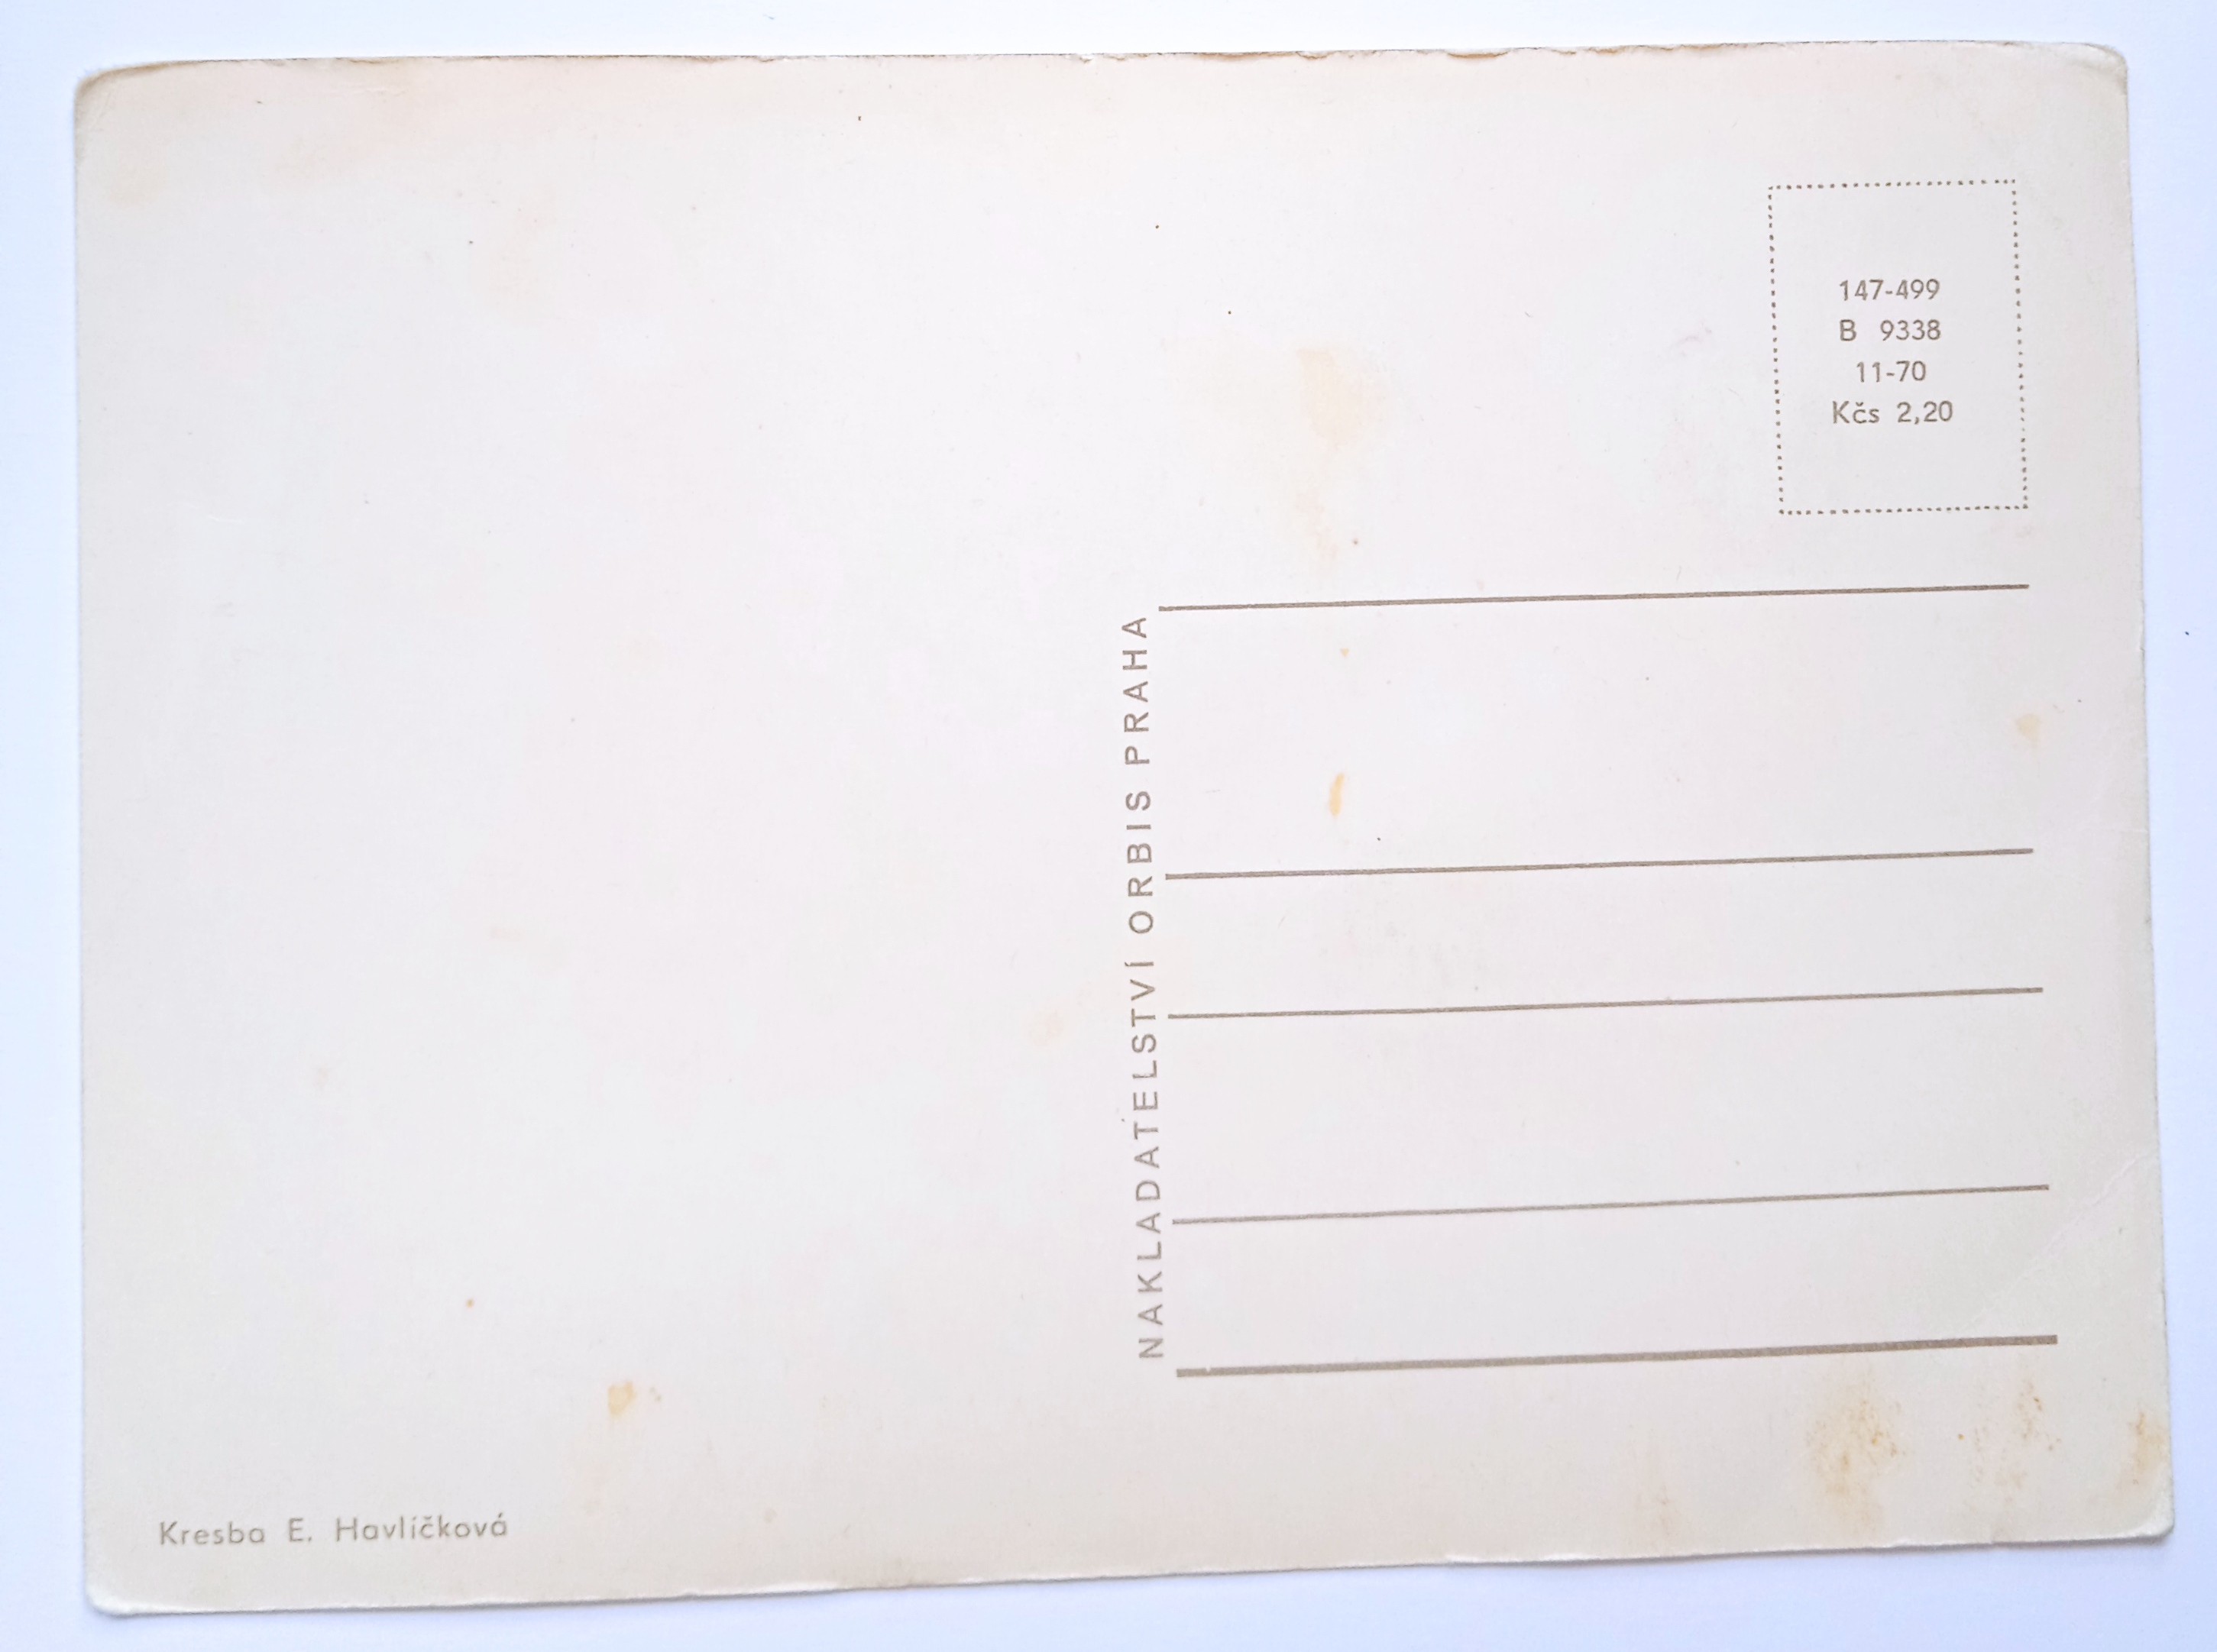 147-499
B 9338
11-70
Kčs 2,20
NAKLADATELSTVÍ ORBIS PRAHA
Kresba E. Havlíčková